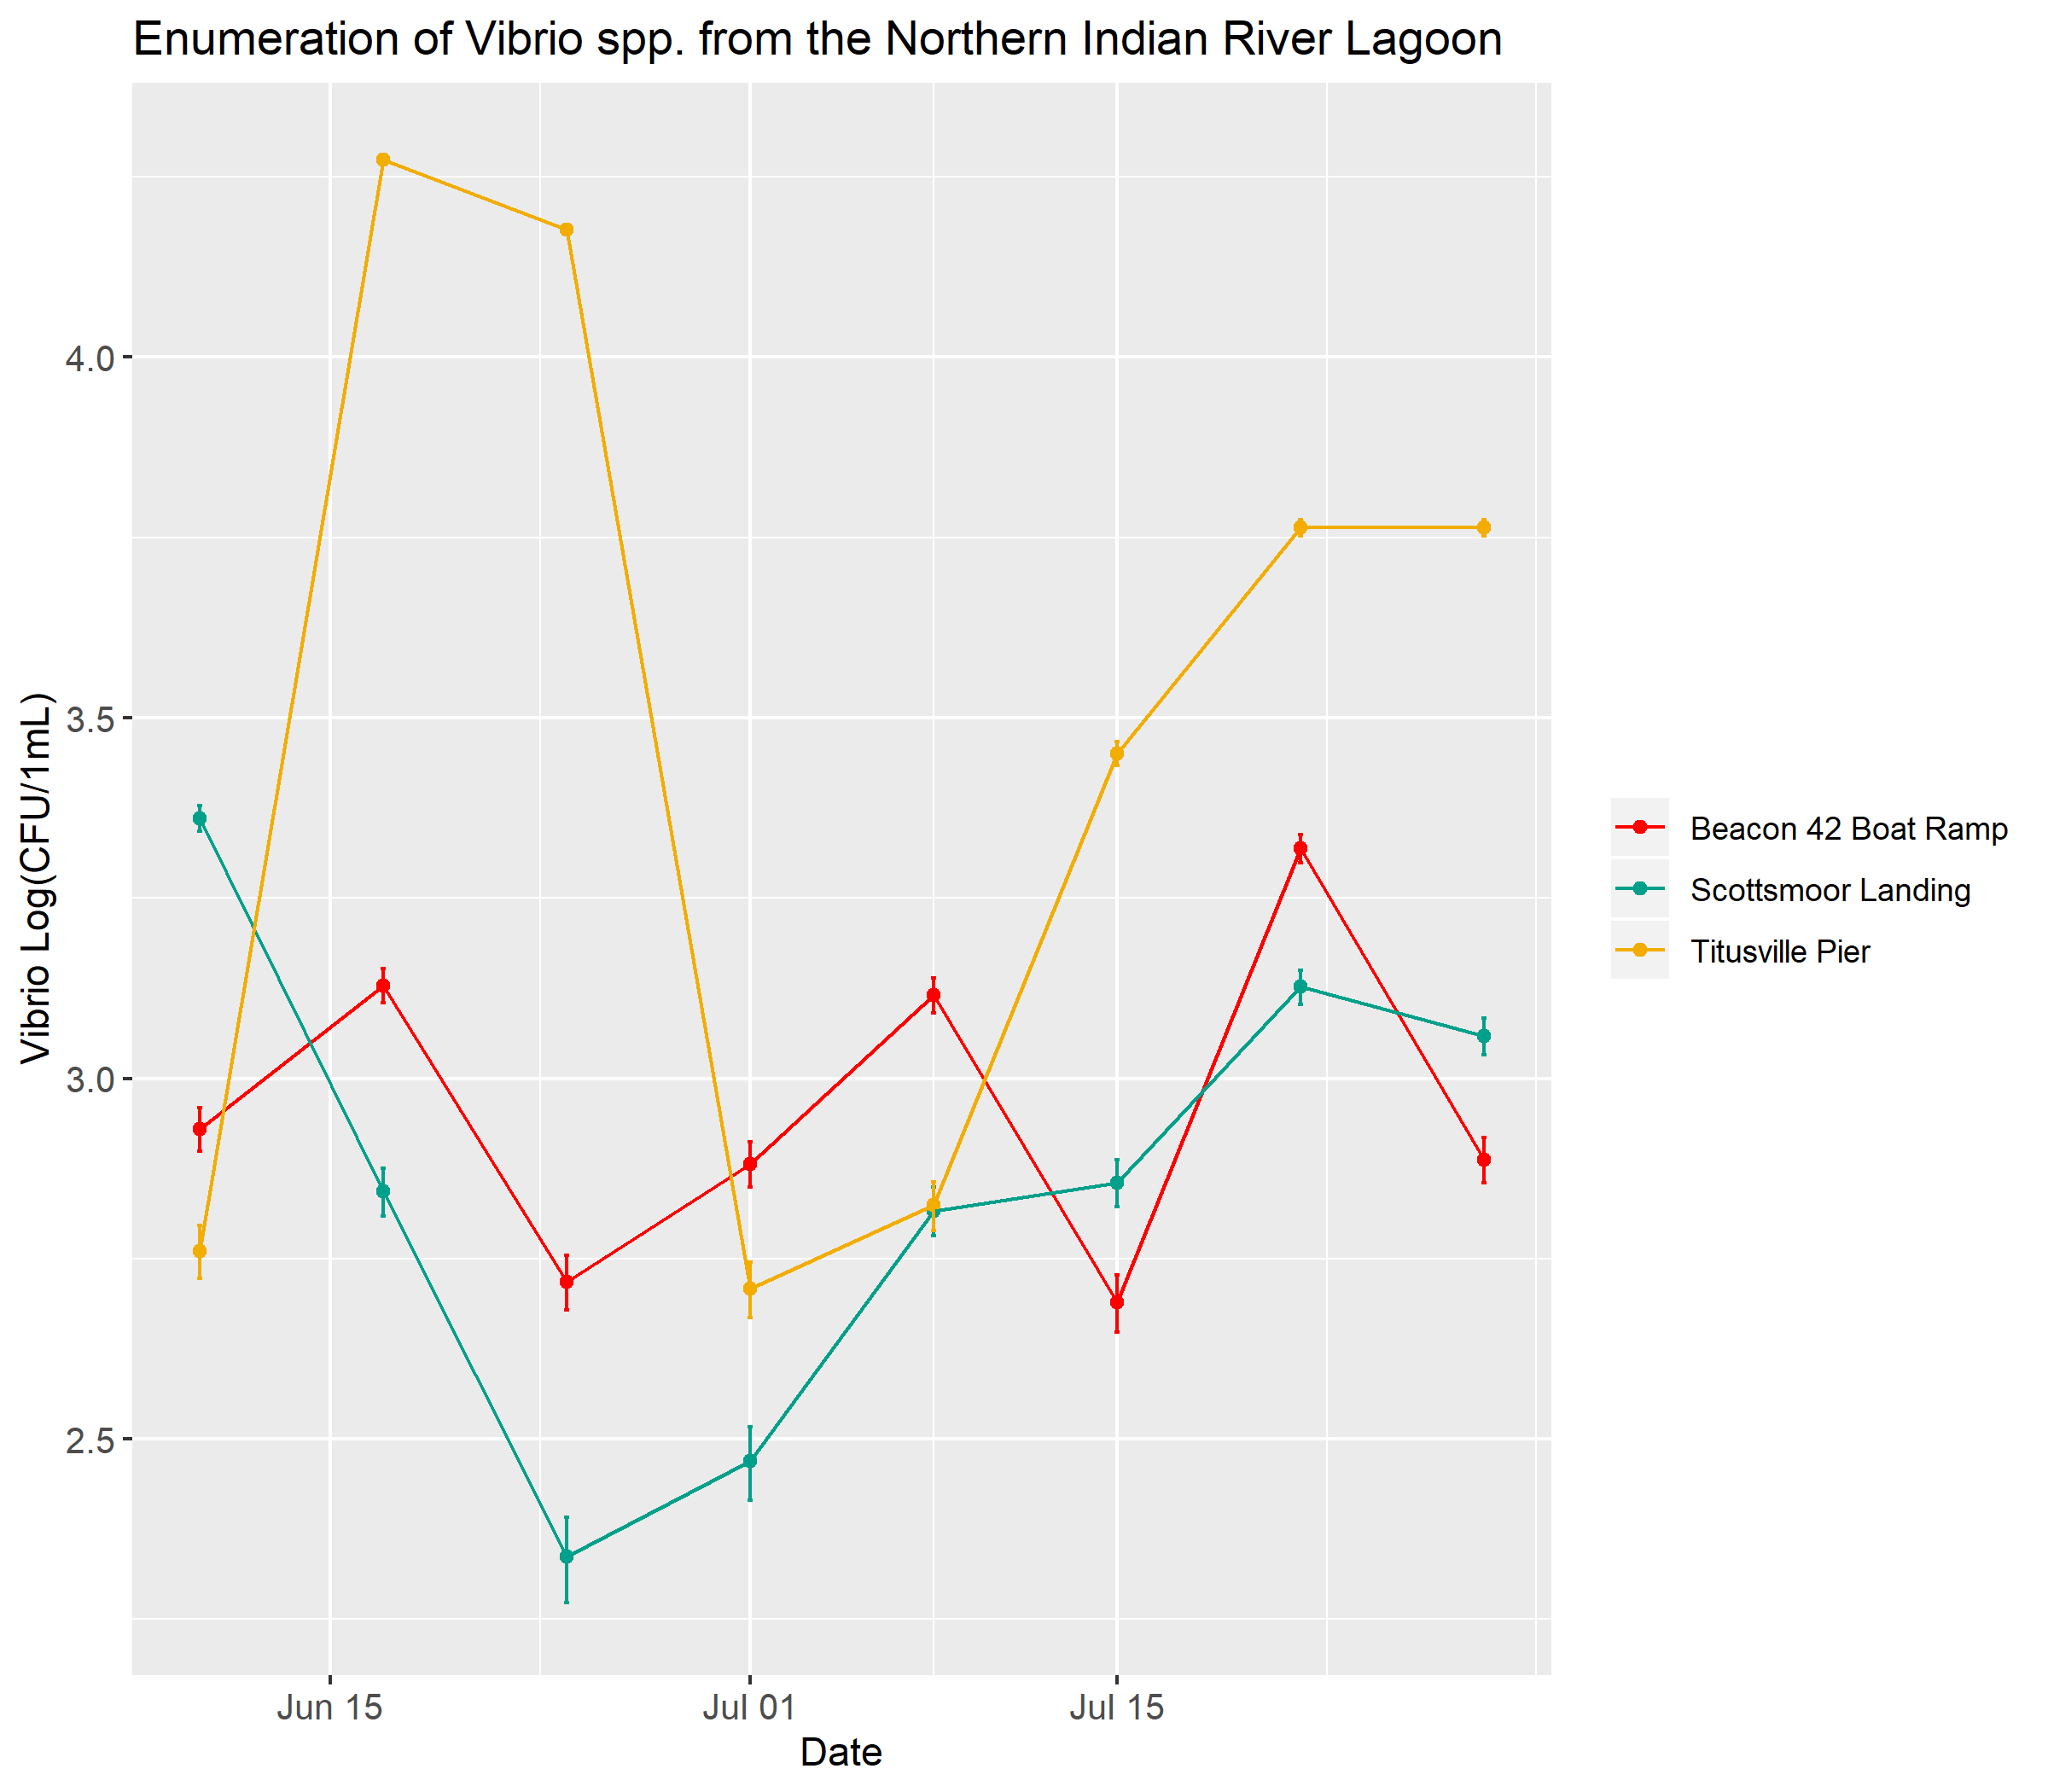 Enumeration of Vibrio spp. from the Northern Indian River Lagoon
Vibrio Log(CFU/1mL)
4.0
3.5
3.0
2.5
Jun 15
Jul 01
Jul 15
Date
Beacon 42 Boat Ramp
Scottsmoor Landing
Titusville Pier